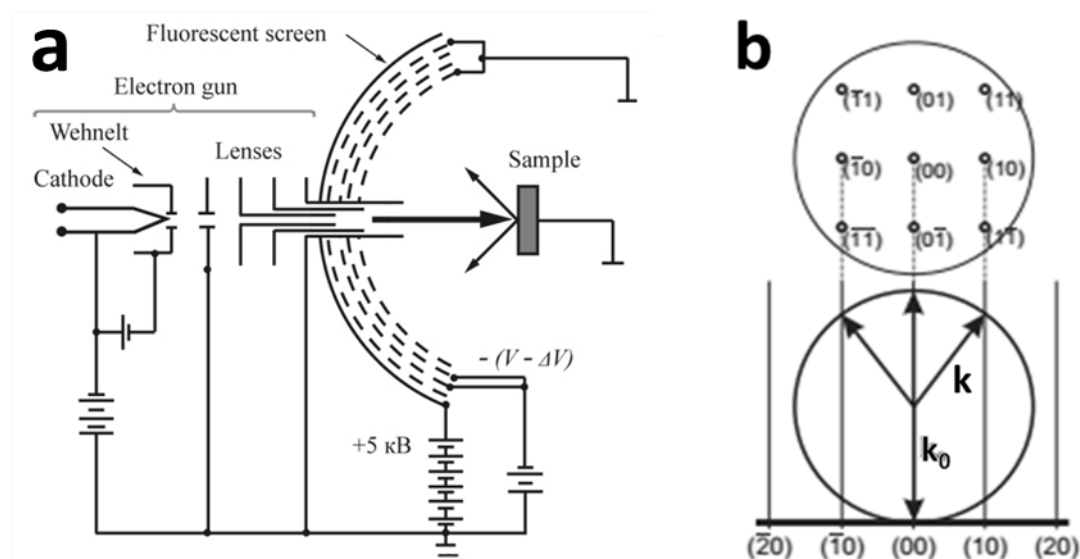 a
Fluorescent screen
Electron gun
Wehnelt
Lenses
Cathode
Sample
- (V - ΔV)
+5 кВ
b
(1̅1) (01) (11)
(1̅0) (00) (10)
(1̅1̅) (01̅) (11̅)
k
k₀
(2̅0) (1̅0) (00) (10) (20)